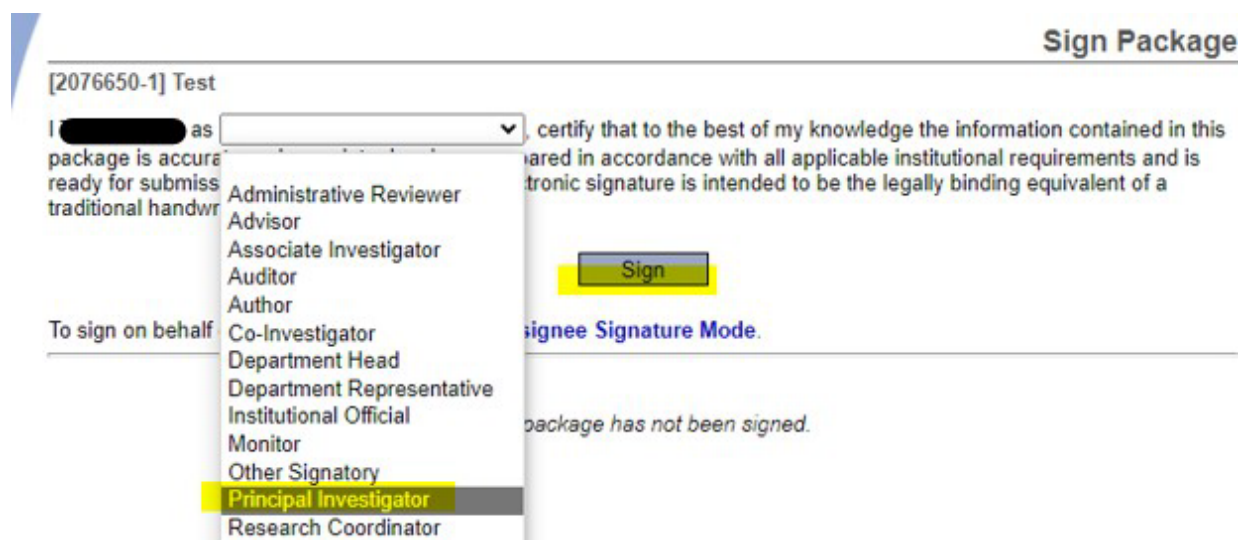 Sign Package
[2076650-1] Test
I as , certify that to the best of my knowledge the information contained in this
package is accura pared in accordance with all applicable institutional requirements and is
ready for submiss tronic signature is intended to be the legally binding equivalent of a
traditional handwr
Administrative Reviewer
Advisor
Associate Investigator
Auditor
Author
Co-Investigator
Department Head
Department Representative
Institutional Official
Monitor
Other Signatory
Principal Investigator
Research Coordinator
Sign
To sign on behalf signee Signature Mode.
package has not been signed.